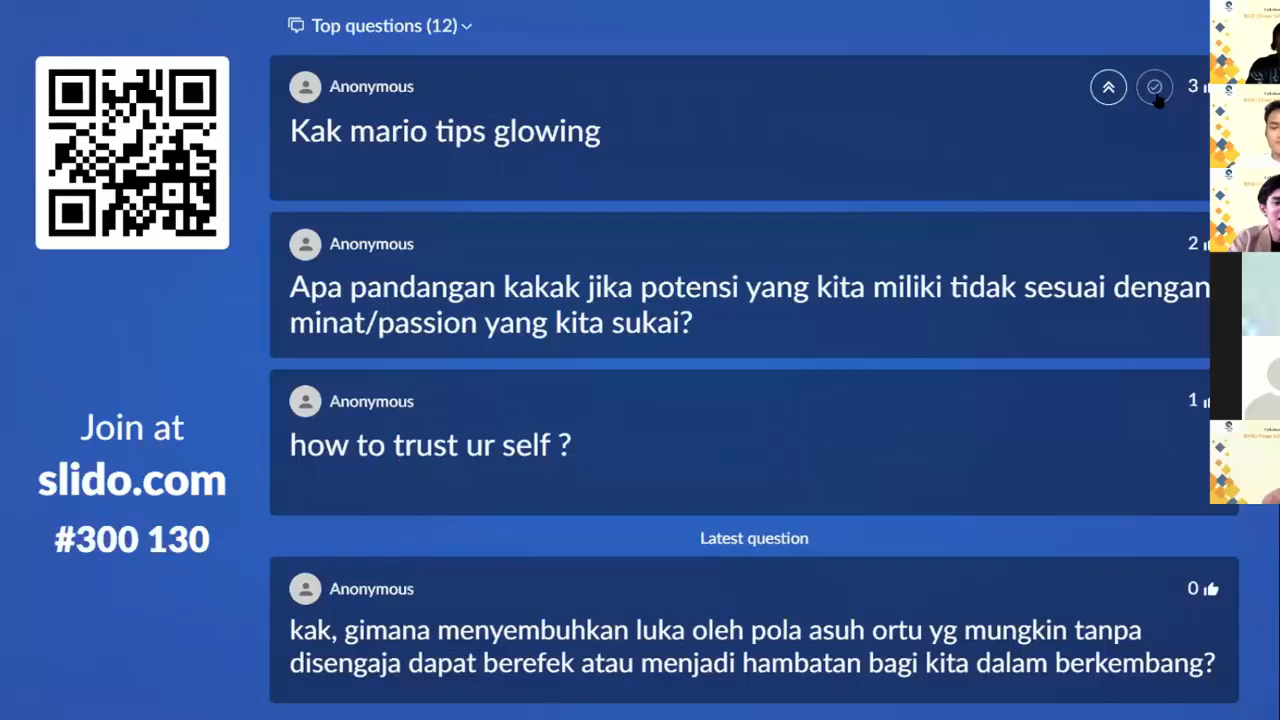 Top questions (12)
Anonymous
3
Kak mario tips glowing
Anonymous
2
Apa pandangan kakak jika potensi yang kita miliki tidak sesuai dengan
minat/passion yang kita sukai?
Anonymous
1
how to trust ur self ?
Join at
slido.com
#300 130
Latest question
Anonymous
0
kak, gimana menyembuhkan luka oleh pola asuh ortu yg mungkin tanpa
disengaja dapat berefek atau menjadi hambatan bagi kita dalam berkembang?